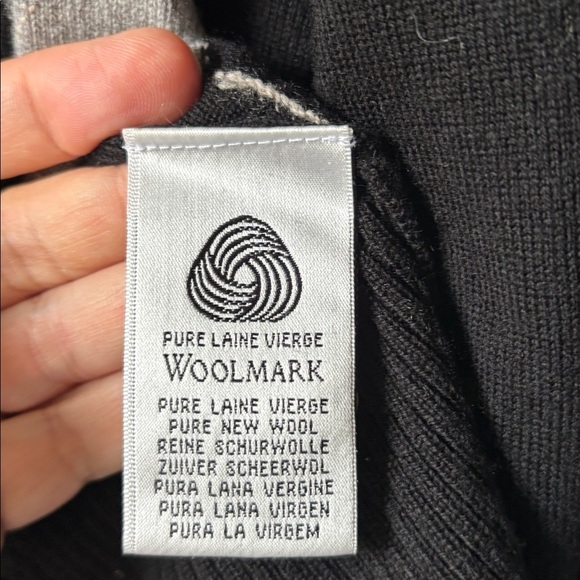 PURE LAINE VIERGE
WOOLMARK
PURE LAINE VIERGE
PURE NEW WOOL
REINE SCHURWOLLE
ZUIVER SCHEERWOL
PURA LANA VERGINE
PURA LANA VIRGEN
PURA LA VIRGEM